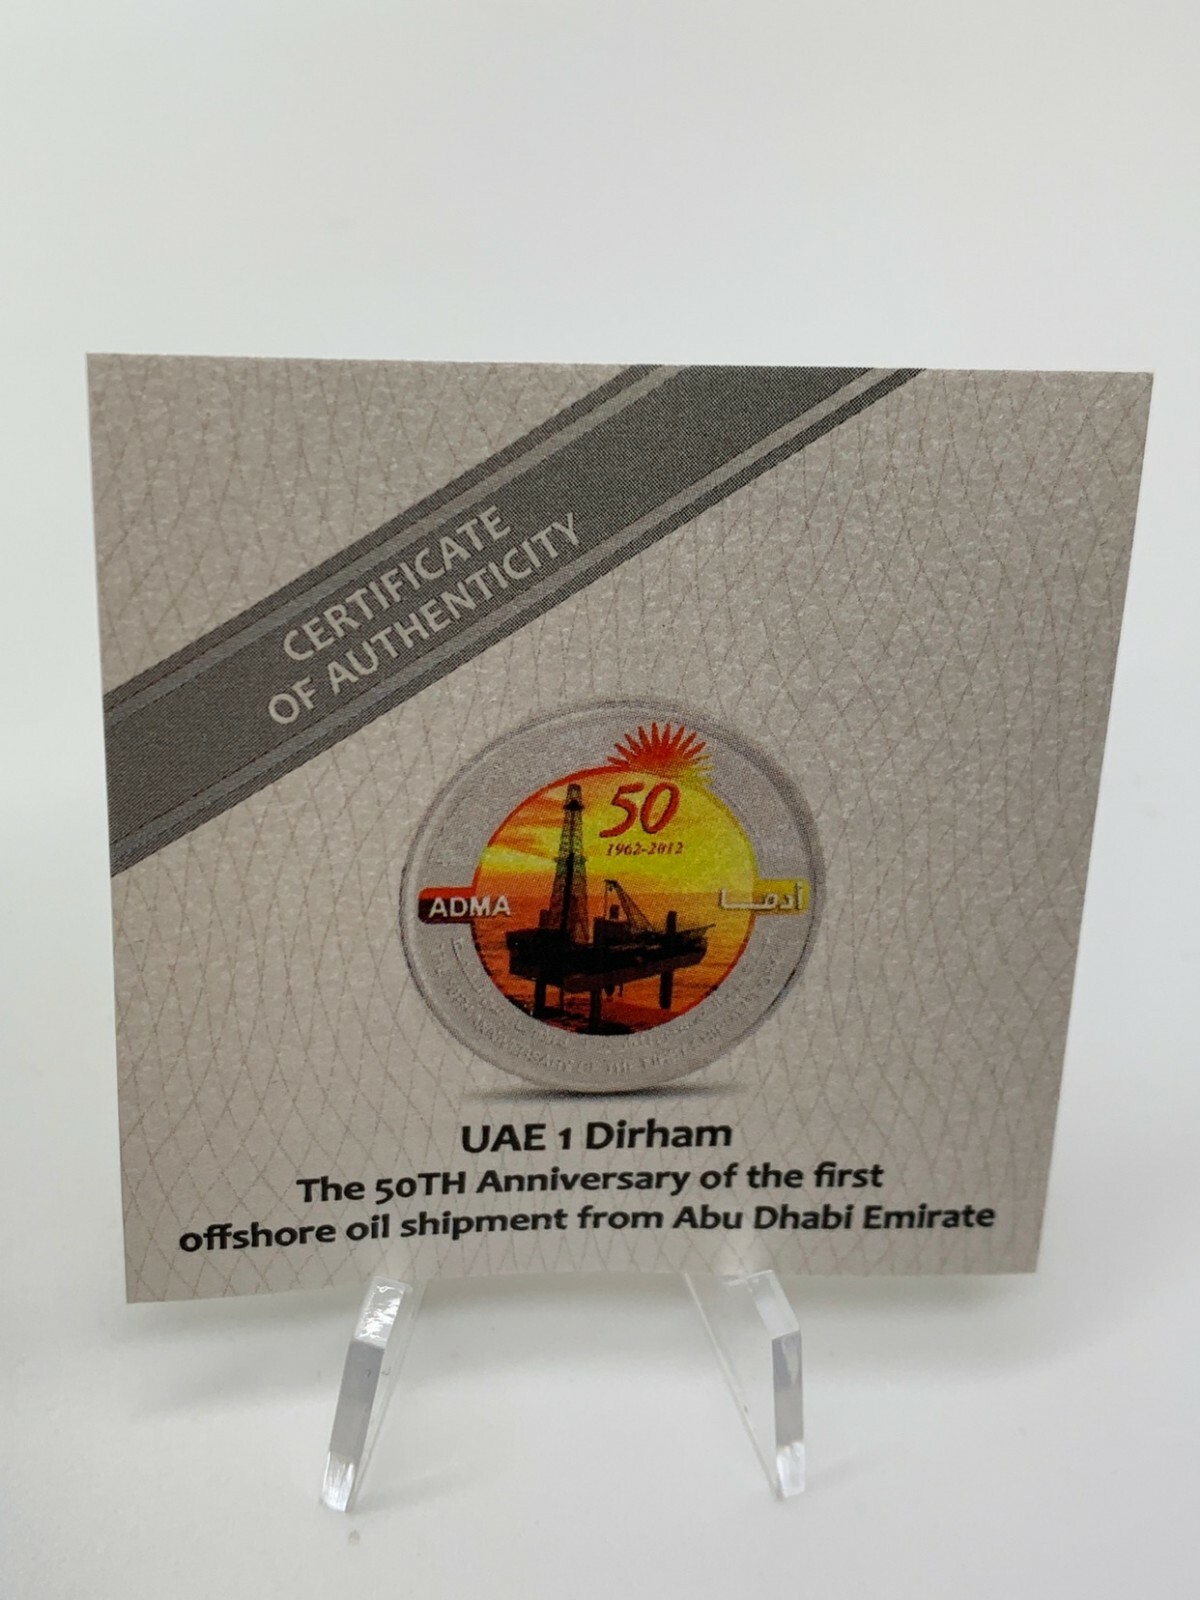 CERTIFICATE
OF AUTHENTICITY
50
1962-2012
ADMA
أدمـــا
UAE 1 Dirham
The 50TH Anniversary of the first
offshore oil shipment from Abu Dhabi Emirate